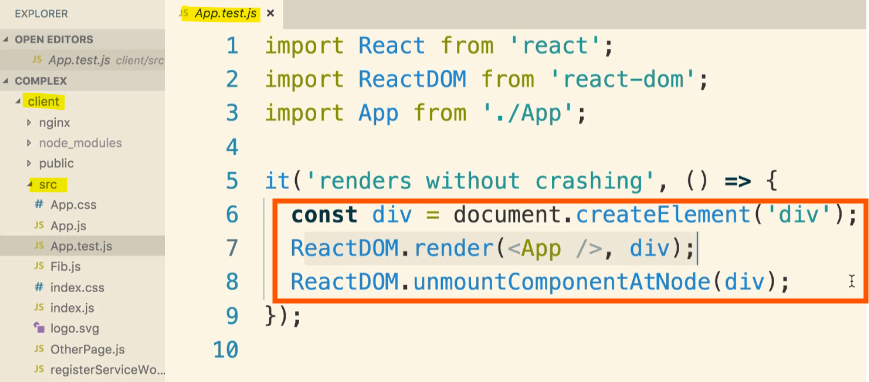 EXPLORER
OPEN EDITORS
JS App.test.js client/src
COMPLEX
client
nginx
node_modules
public
src
# App.css
JS App.js
JS App.test.js
JS Fib.js
# index.css
JS index.js
logo.svg
JS OtherPage.js
JS registerServiceWo...
JS App.test.js ×
1 import React from 'react';
2 import ReactDOM from 'react-dom';
3 import App from './App';
4
5 it('renders without crashing', () => {
6 const div = document.createElement('div');
7 ReactDOM.render(<App />, div);
8 ReactDOM.unmountComponentAtNode(div);
9 });
10